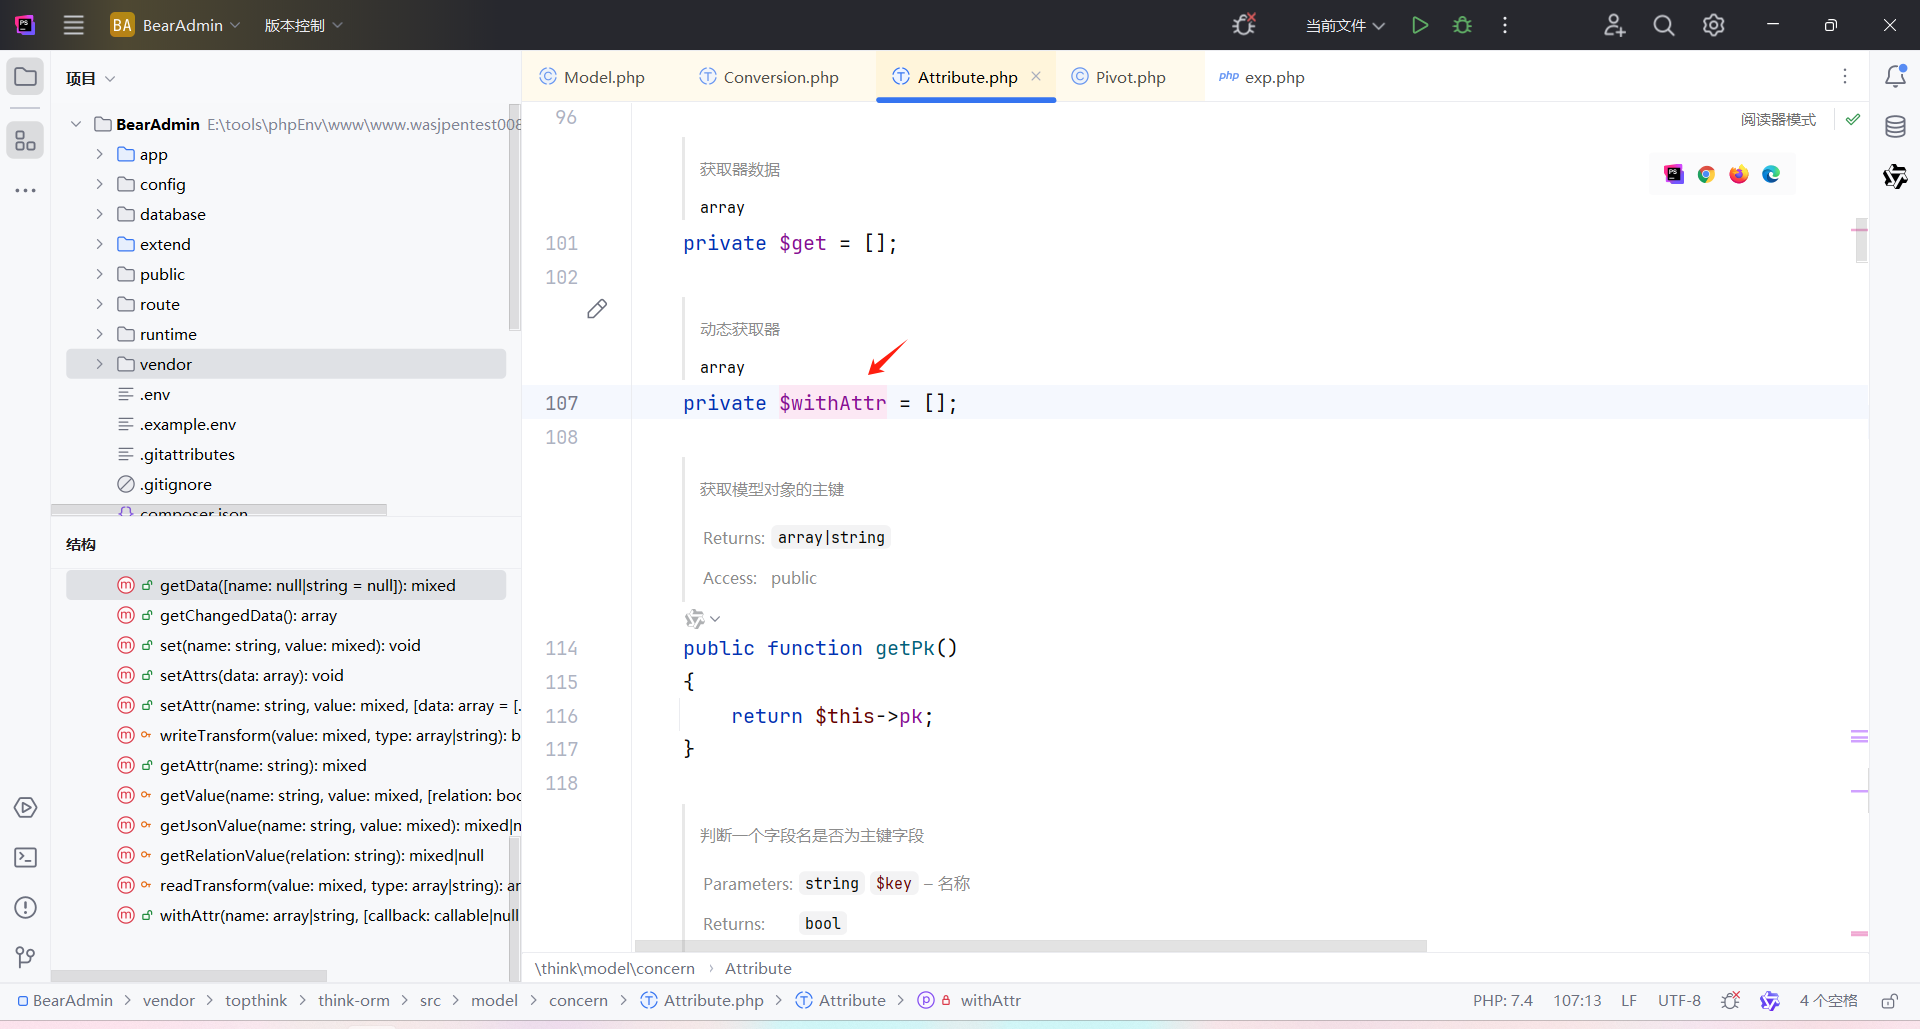 BA BearAdmin 版本控制 当前文件
项目
BearAdmin E:\tools\phpEnv\www\www.wasjpentest008
app
config
database
extend
public
route
runtime
vendor
.env
.example.env
.gitattributes
.gitignore
composer.json
结构
getData([name: null|string = null]): mixed
getChangedData(): array
set(name: string, value: mixed): void
setAttrs(data: array): void
setAttr(name: string, value: mixed, [data: array = [.
writeTransform(value: mixed, type: array|string): b
getAttr(name: string): mixed
getValue(name: string, value: mixed, [relation: boo
getJsonValue(name: string, value: mixed): mixed|n
getRelationValue(relation: string): mixed|null
readTransform(value: mixed, type: array|string): ar
withAttr(name: array|string, [callback: callable|null
Model.php Conversion.php Attribute.php Pivot.php php exp.php
阅读器模式
96
获取器数据
array
101 private $get = [];
102
动态获取器
array
107 private $withAttr = [];
108
获取模型对象的主键
Returns: array|string
Access: public
114 public function getPk()
115 {
116 return $this->pk;
117 }
118
判断一个字段名是否为主键字段
Parameters: string $key – 名称
Returns: bool
\think\model\concern › Attribute
BearAdmin > vendor > topthink > think-orm > src > model > concern > Attribute.php > Attribute > withAttr
PHP: 7.4 107:13 LF UTF-8 4 个空格